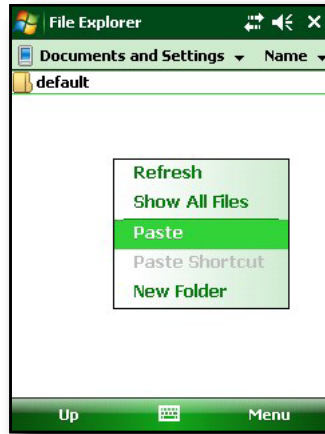 File Explorer
Documents and Settings Name
default
Refresh
Show All Files
Paste
Paste Shortcut
New Folder
Up Menu